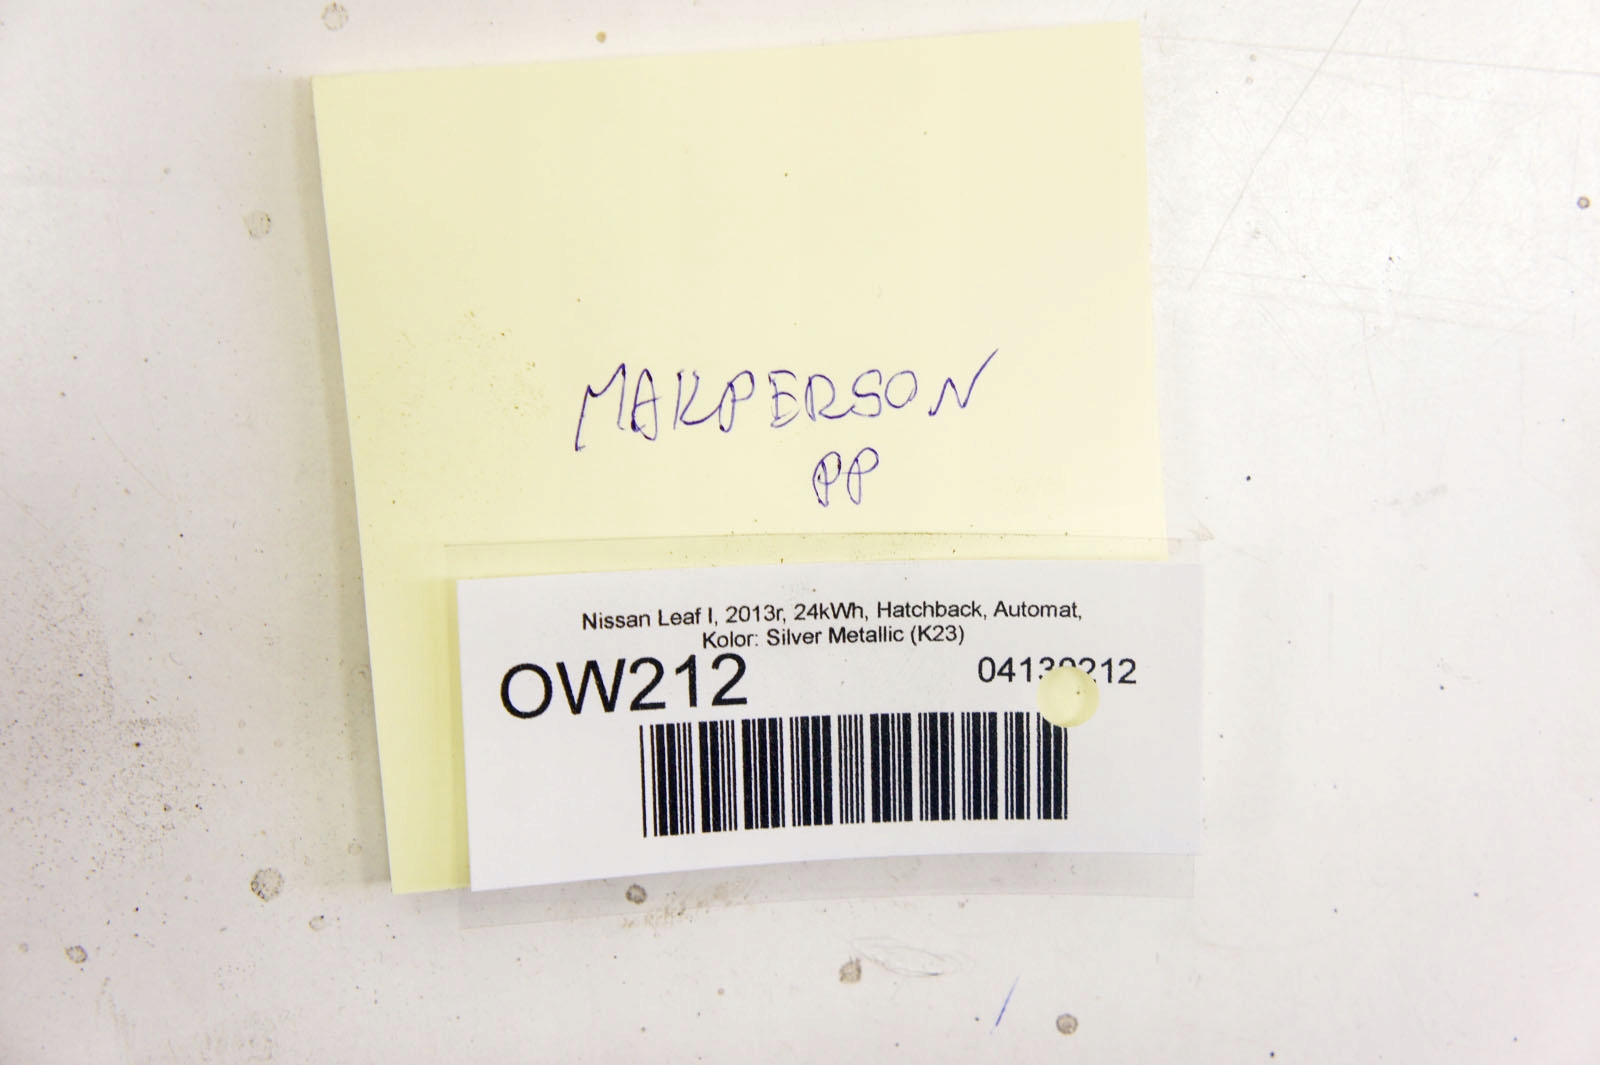 MAKPERSON
PP
Nissan Leaf I, 2013r, 24kWh, Hatchback, Automat,
Kolor: Silver Metallic (K23)
OW212